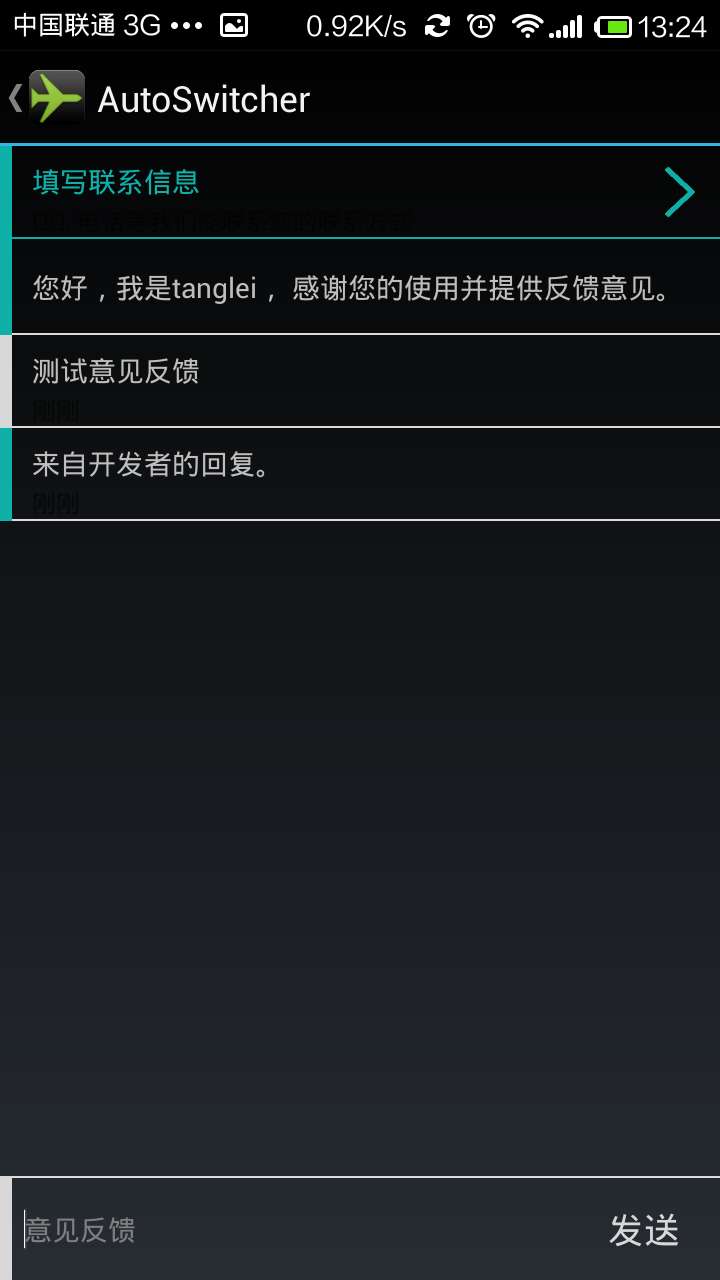 中国联通 3G ••• 0.92K/s 13:24
AutoSwitcher
填写联系信息
您好，我是tanglei， 感谢您的使用并提供反馈意见。
测试意见反馈
刚刚
来自开发者的回复。
刚刚
意见反馈 发送